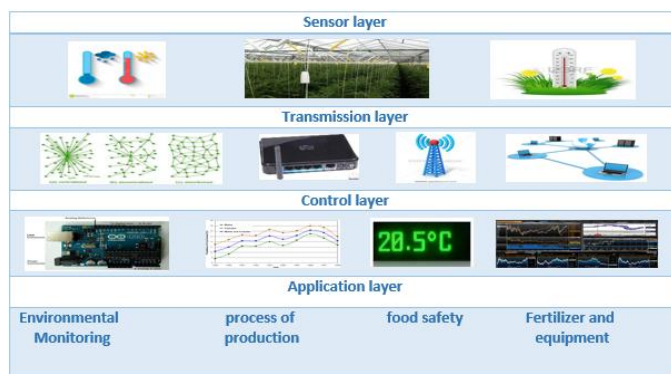 Sensor layer
Transmission layer
Control layer
20.5°C
Application layer
Environmental process of food safety Fertilizer and
Monitoring production equipment